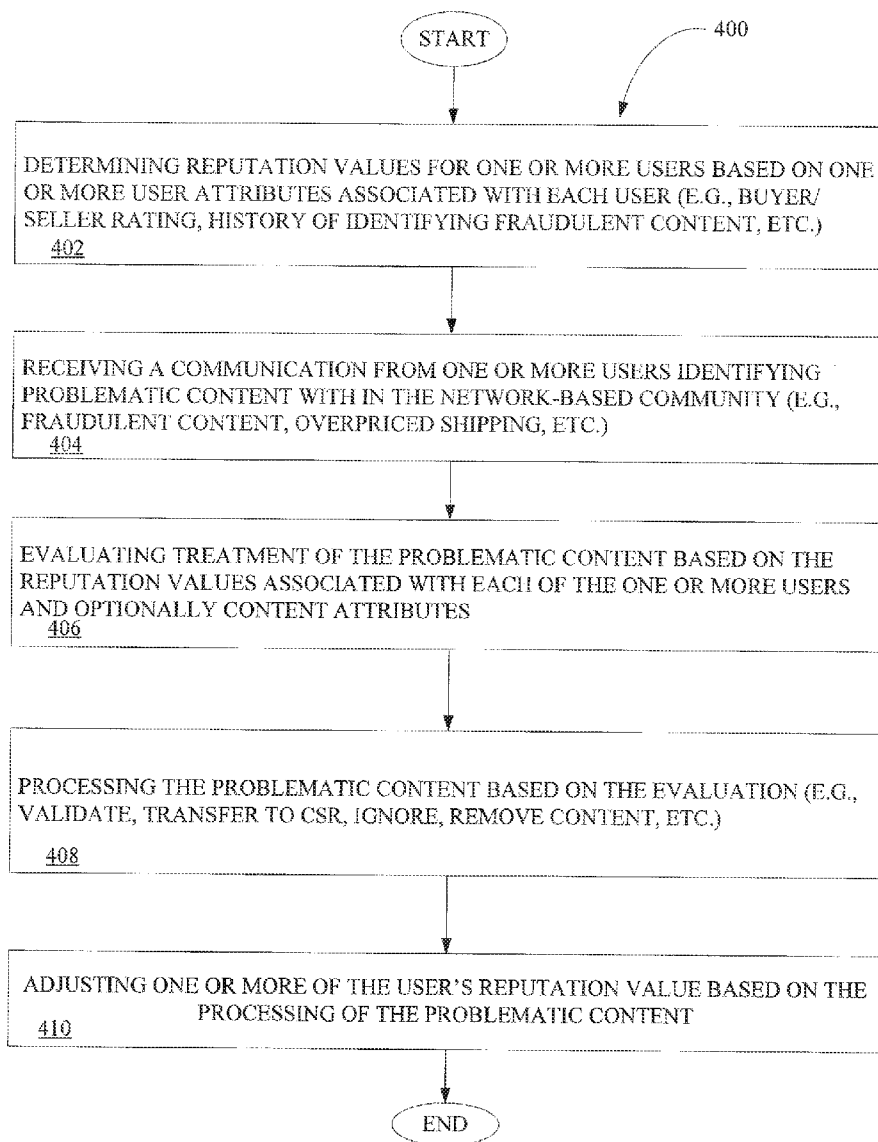 START
400
DETERMINING REPUTATION VALUES FOR ONE OR MORE USERS BASED ON ONE
OR MORE USER ATTRIBUTES ASSOCIATED WITH EACH USER (E.G., BUYER/
SELLER RATING, HISTORY OF IDENTIFYING FRAUDULENT CONTENT, ETC.)
402
RECEIVING A COMMUNICATION FROM ONE OR MORE USERS IDENTIFYING
PROBLEMATIC CONTENT WITH IN THE NETWORK-BASED COMMUNITY (E.G.,
FRAUDULENT CONTENT, OVERPRICED SHIPPING, ETC.)
404
EVALUATING TREATMENT OF THE PROBLEMATIC CONTENT BASED ON THE
REPUTATION VALUES ASSOCIATED WITH EACH OF THE ONE OR MORE USERS
AND OPTIONALLY CONTENT ATTRIBUTES
406
PROCESSING THE PROBLEMATIC CONTENT BASED ON THE EVALUATION (E.G.,
VALIDATE, TRANSFER TO CSR, IGNORE, REMOVE CONTENT, ETC.)
408
ADJUSTING ONE OR MORE OF THE USER'S REPUTATION VALUE BASED ON THE
PROCESSING OF THE PROBLEMATIC CONTENT
410
END